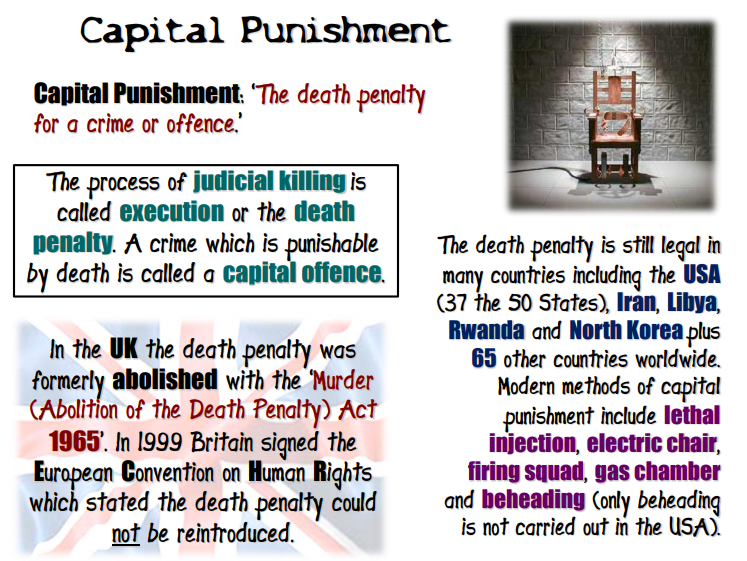 Capital Punishment
Capital Punishment: ‘The death penalty
for a crime or offence.’
The process of judicial killing is
called execution or the death
penalty. A crime which is punishable
by death is called a capital offence.
In the UK the death penalty was
formerly abolished with the ‘Murder
(Abolition of the Death Penalty) Act
1965’. In 1999 Britain signed the
European Convention on Human Rights
which stated the death penalty could
not be reintroduced.
The death penalty is still legal in
many countries including the USA
(37 the 50 States), Iran, Libya,
Rwanda and North Korea plus
65 other countries worldwide.
Modern methods of capital
punishment include lethal
injection, electric chair,
firing squad, gas chamber
and beheading (only beheading
is not carried out in the USA).